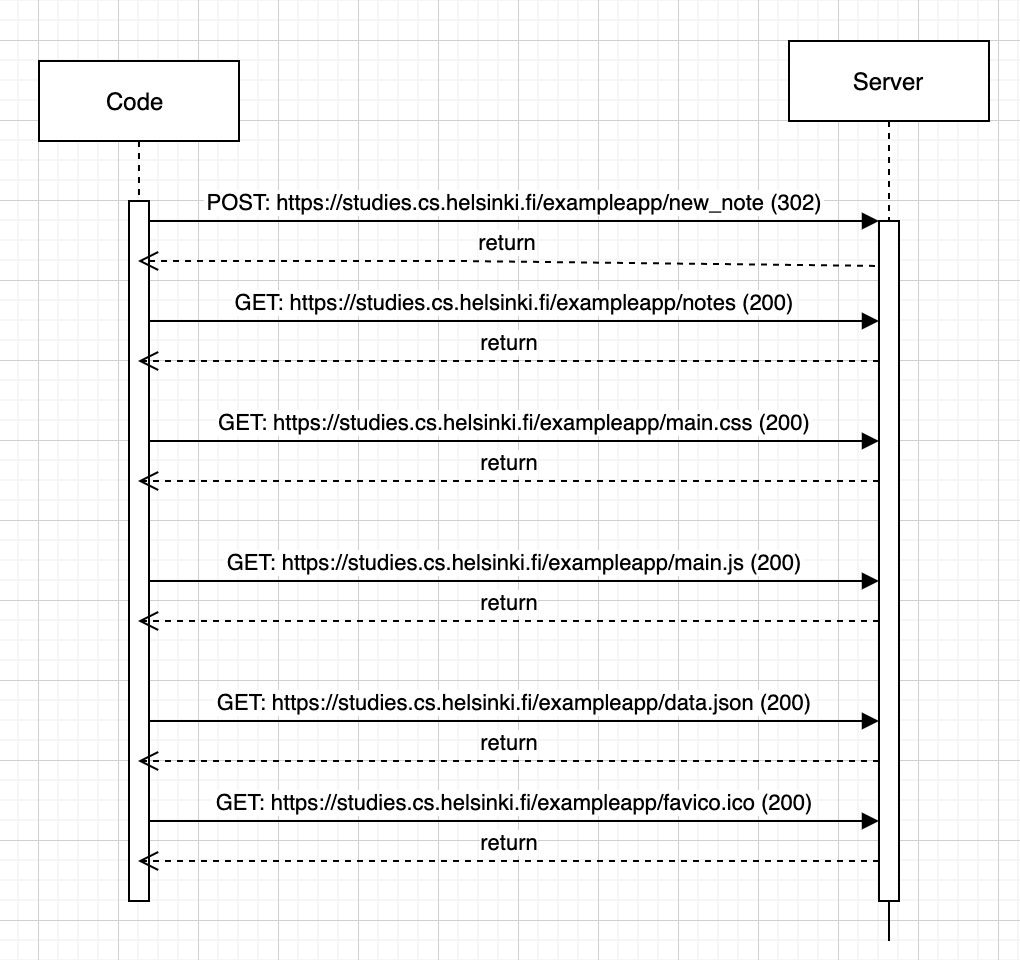 Code
Server
POST: https://studies.cs.helsinki.fi/exampleapp/new_note (302)
return
GET: https://studies.cs.helsinki.fi/exampleapp/notes (200)
return
GET: https://studies.cs.helsinki.fi/exampleapp/main.css (200)
return
GET: https://studies.cs.helsinki.fi/exampleapp/main.js (200)
return
GET: https://studies.cs.helsinki.fi/exampleapp/data.json (200)
return
GET: https://studies.cs.helsinki.fi/exampleapp/favico.ico (200)
return